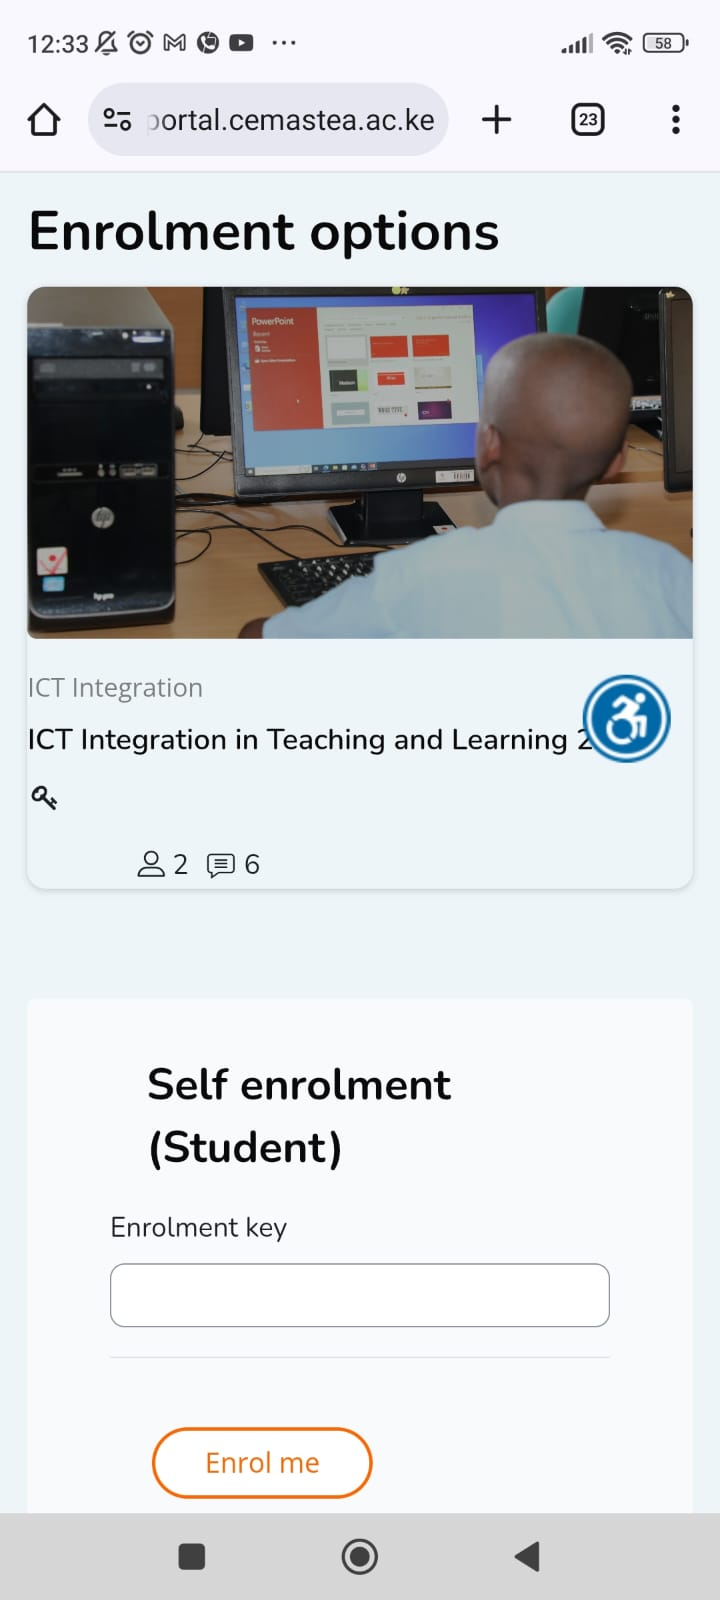 12:33
58
portal.cemastea.ac.ke
23
Enrolment options
PowerPoint
hp
ICT Integration
ICT Integration in Teaching and Learning
2 6
Self enrolment
(Student)
Enrolment key
Enrol me